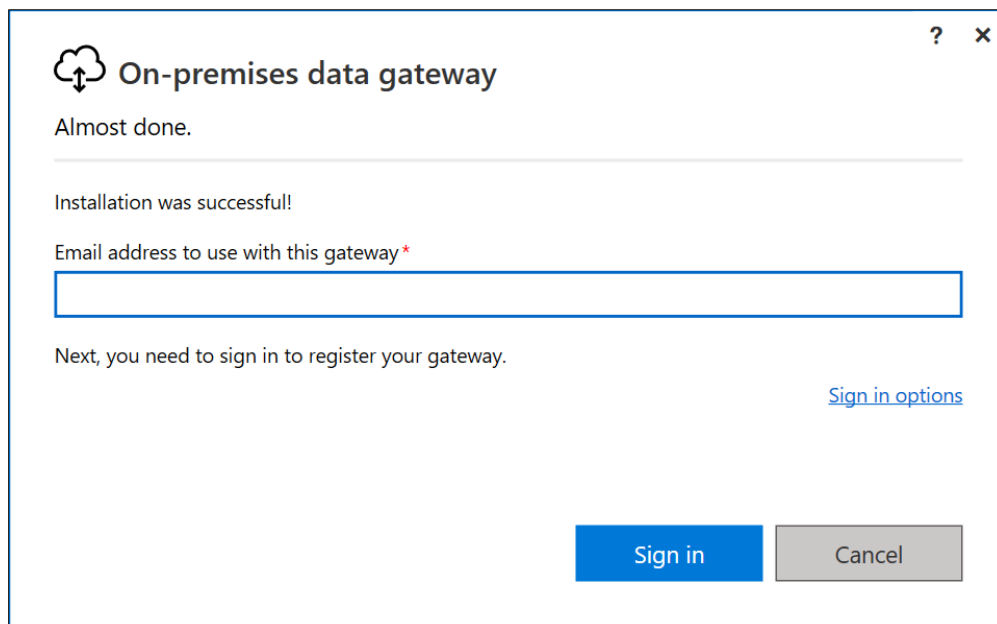 ? ×
On-premises data gateway
Almost done.
Installation was successful!
Email address to use with this gateway*
Next, you need to sign in to register your gateway.
Sign in options
Sign in Cancel